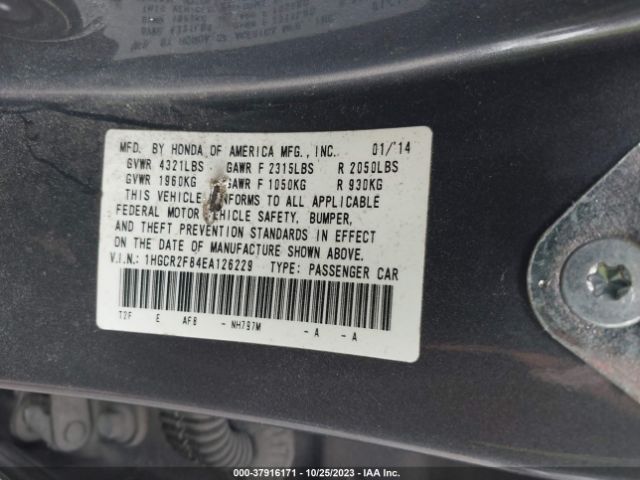 MFD. BY HONDA OF AMERICA MFG., INC. 01/'14
GVWR 4321LBS GAWR F 2315LBS R 2050LBS
GVWR 1960KG GAWR F 1050KG R 930KG
THIS VEHICLE CONFORMS TO ALL APPLICABLE
FEDERAL MOTOR VEHICLE SAFETY, BUMPER,
AND THEFT PREVENTION STANDARDS IN EFFECT
ON THE DATE OF MANUFACTURE SHOWN ABOVE.
V.I.N.: 1HGCR2F84EA126229 TYPE: PASSENGER CAR
T2F E AF8 - NH797M - A - A
000-37916171 | 10/25/2023 | IAA Inc.